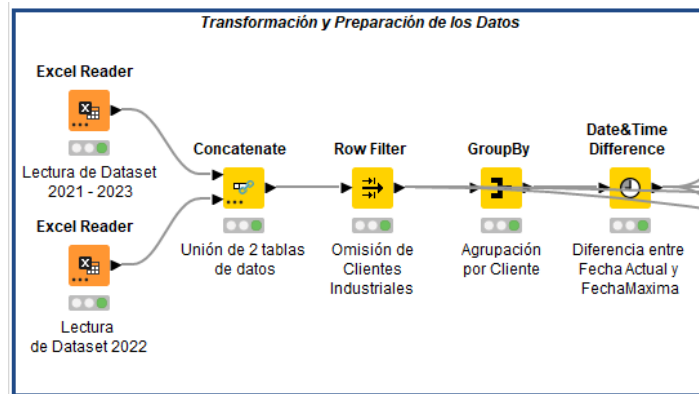 Transformación y Preparación de los Datos
Excel Reader
Lectura de Dataset
2021 - 2023
Excel Reader
Lectura
de Dataset 2022
Concatenate
Unión de 2 tablas
de datos
Row Filter
Omisión de
Clientes
Industriales
GroupBy
Agrupación
por Cliente
Date&Time
Difference
Diferencia entre
Fecha Actual y
FechaMaxima